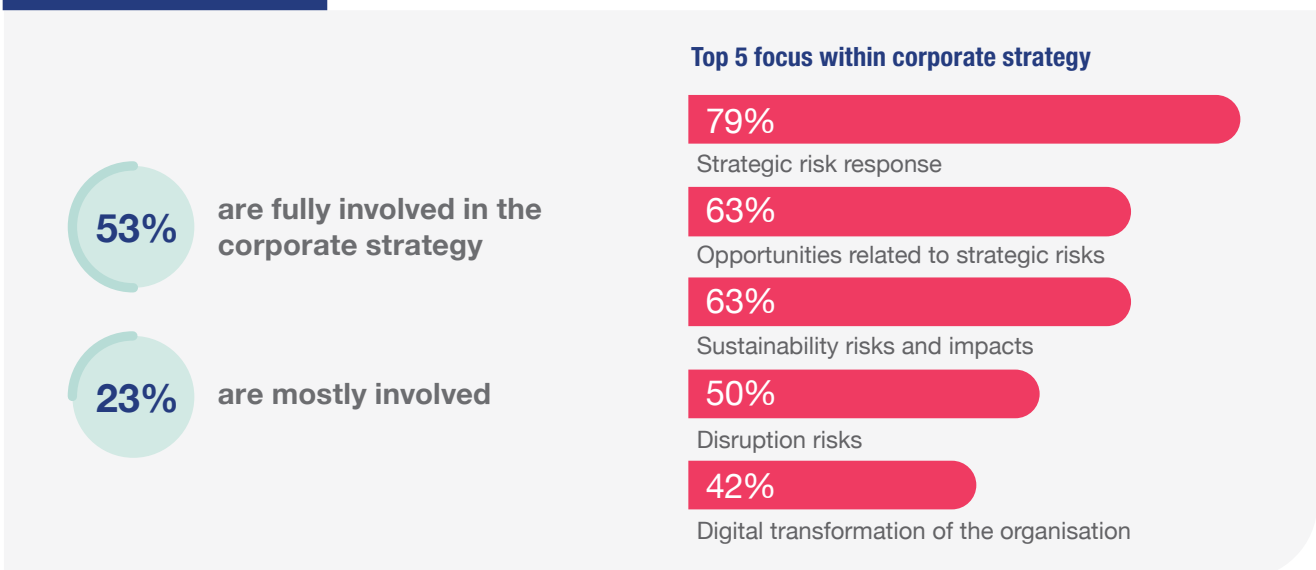 53%
are fully involved in the
corporate strategy
23%
are mostly involved
Top 5 focus within corporate strategy
79%
Strategic risk response
63%
Opportunities related to strategic risks
63%
Sustainability risks and impacts
50%
Disruption risks
42%
Digital transformation of the organisation